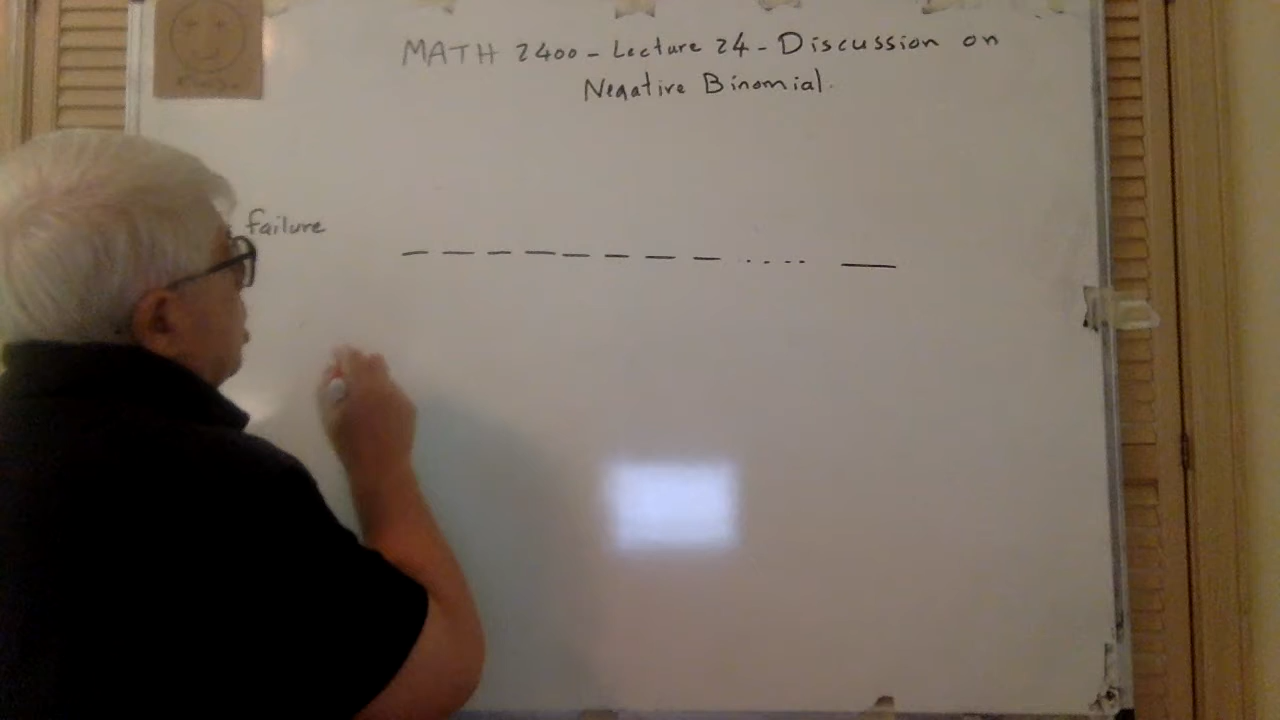 MATH 2400 - Lecture 24 - Discussion on
Negative Binomial.
failure